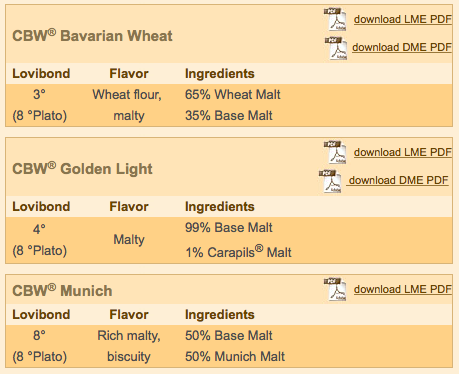 download LME PDF
CBW® Bavarian Wheat
download DME PDF
Lovibond Flavor Ingredients
3° Wheat flour, 65% Wheat Malt
(8 °Plato) malty 35% Base Malt
download LME PDF
CBW® Golden Light
download DME PDF
Lovibond Flavor Ingredients
4° Malty 99% Base Malt
(8 °Plato) 1% Carapils® Malt
CBW® Munich download LME PDF
Lovibond Flavor Ingredients
8° Rich malty, 50% Base Malt
(8 °Plato) biscuity 50% Munich Malt